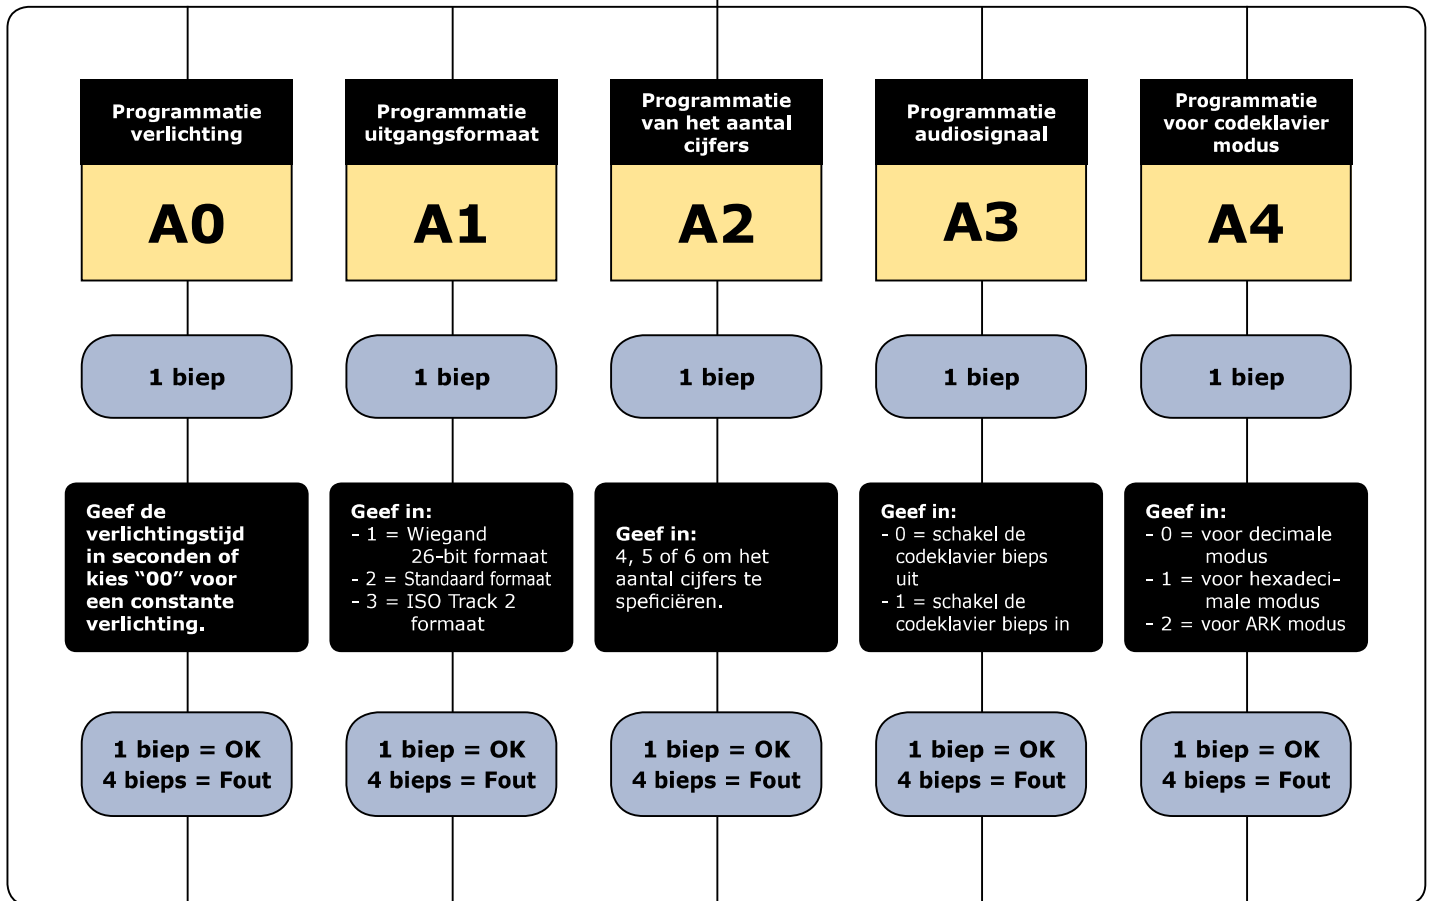 Programmatie
verlichting
A0
1 biep
Geef de
verlichtingstijd
in seconden of
kies “00” voor
een constante
verlichting.
1 biep = OK
4 bieps = Fout
Programmatie
uitgangsformaat
A1
1 biep
Geef in:
- 1 = Wiegand
26-bit formaat
- 2 = Standaard formaat
- 3 = ISO Track 2
formaat
1 biep = OK
4 bieps = Fout
Programmatie
van het aantal
cijfers
A2
1 biep
Geef in:
4, 5 of 6 om het
aantal cijfers te
speficiëren.
1 biep = OK
4 bieps = Fout
Programmatie
audiosignaal
A3
1 biep
Geef in:
- 0 = schakel de
codeklavier bieps
uit
- 1 = schakel de
codeklavier bieps in
1 biep = OK
4 bieps = Fout
Programmatie
voor codeklavier
modus
A4
1 biep
Geef in:
- 0 = voor decimale
modus
- 1 = voor hexadeci-
male modus
- 2 = voor ARK modus
1 biep = OK
4 bieps = Fout